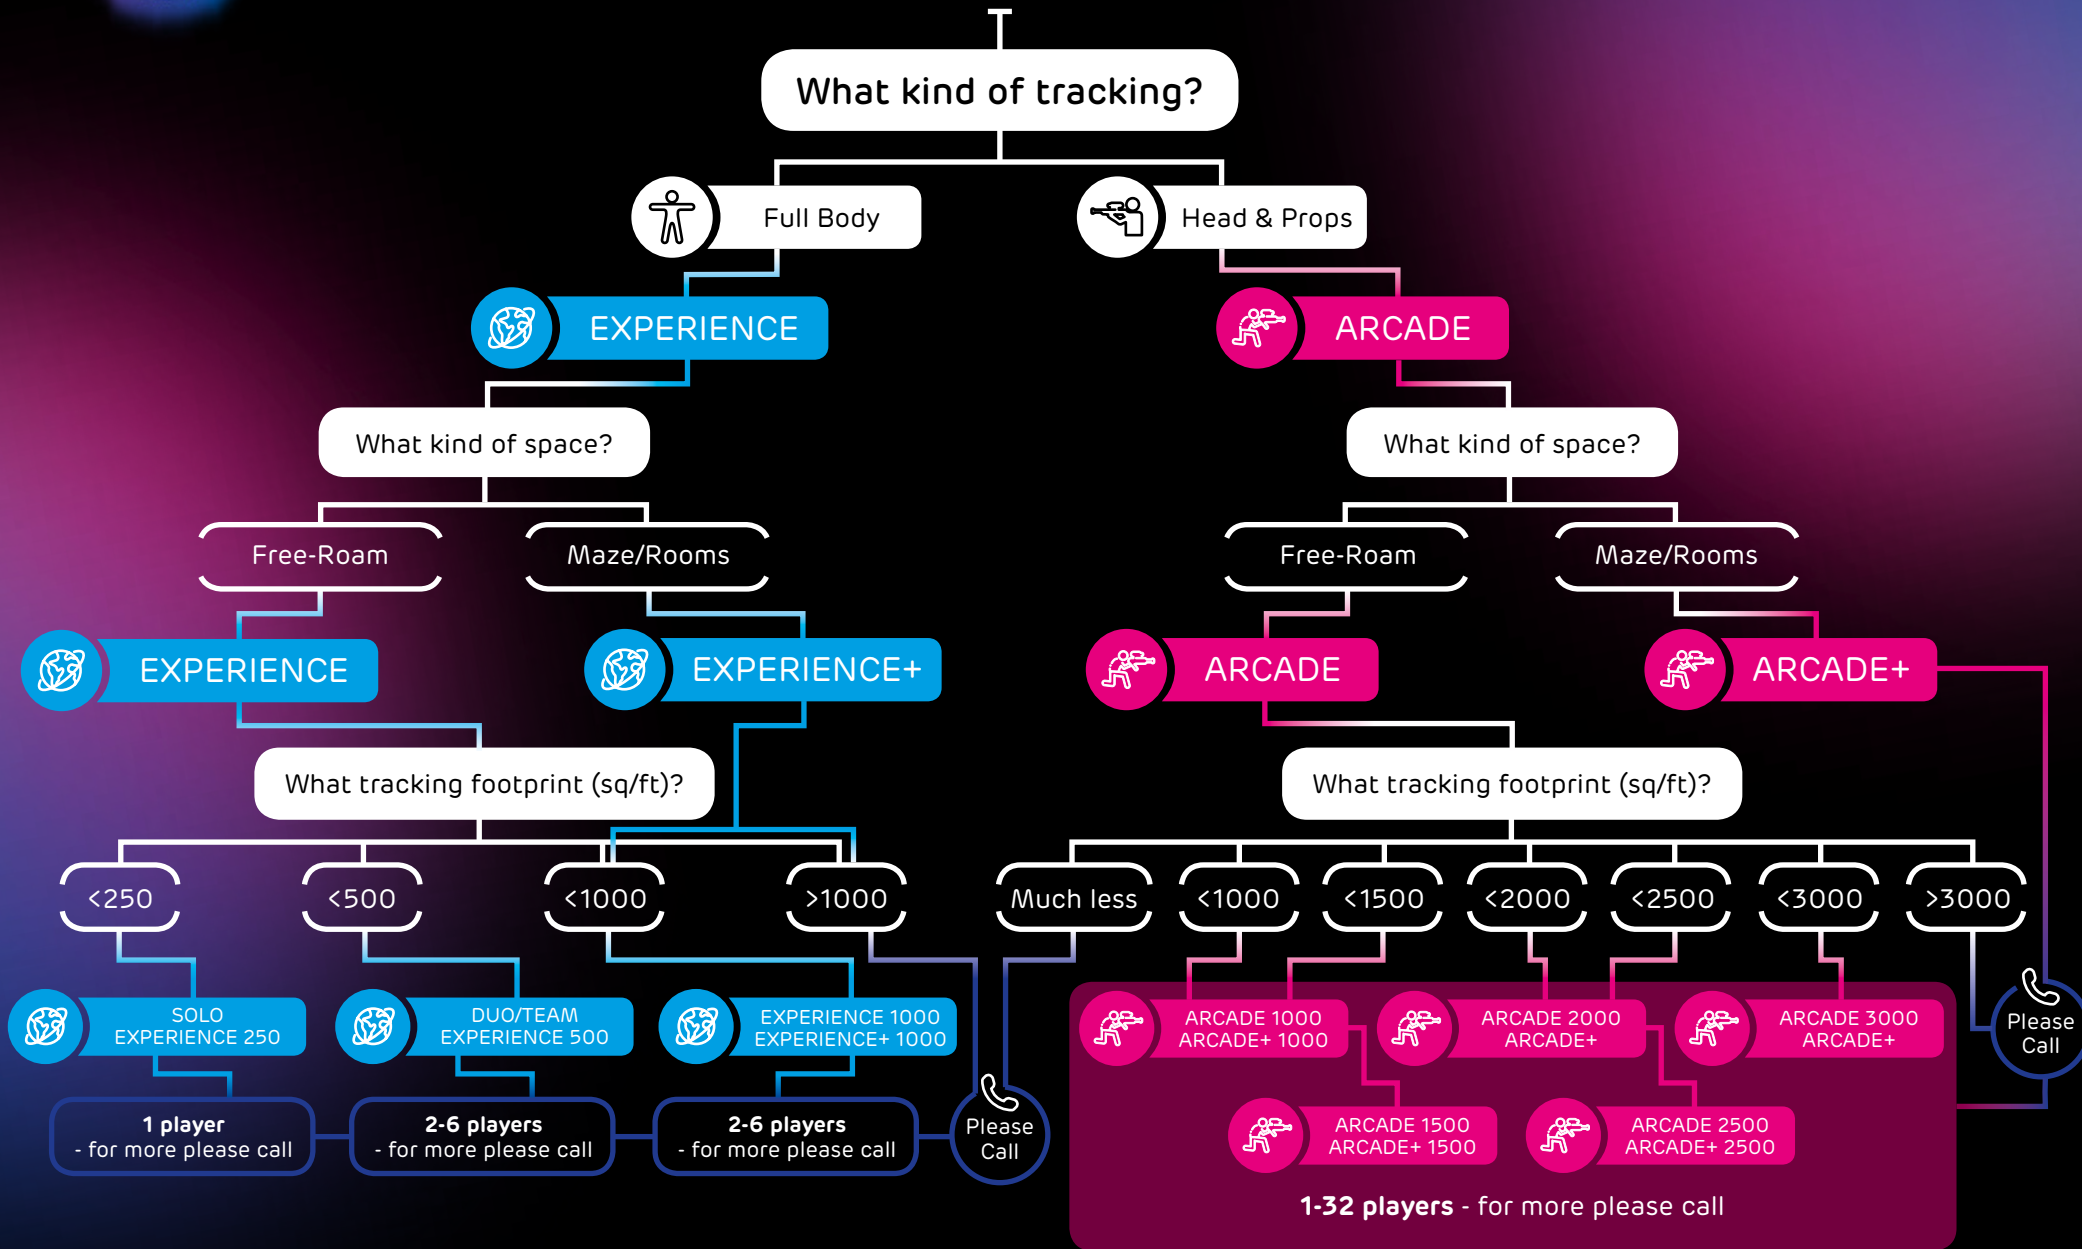 What kind of tracking?
Full Body
Head & Props
EXPERIENCE
ARCADE
What kind of space?
What kind of space?
Free-Roam
Maze/Rooms
Free-Roam
Maze/Rooms
EXPERIENCE
EXPERIENCE+
ARCADE
ARCADE+
What tracking footprint (sq/ft)?
What tracking footprint (sq/ft)?
<250
<500
<1000
>1000
Much less
<1000
<1500
<2000
<2500
<3000
>3000
SOLO
EXPERIENCE 250
DUO/TEAM
EXPERIENCE 500
EXPERIENCE 1000
EXPERIENCE+ 1000
ARCADE 1000
ARCADE+ 1000
ARCADE 2000
ARCADE+
ARCADE 3000
ARCADE+
Please
Call
1 player
- for more please call
2-6 players
- for more please call
2-6 players
- for more please call
Please
Call
ARCADE 1500
ARCADE+ 1500
ARCADE 2500
ARCADE+ 2500
1-32 players - for more please call